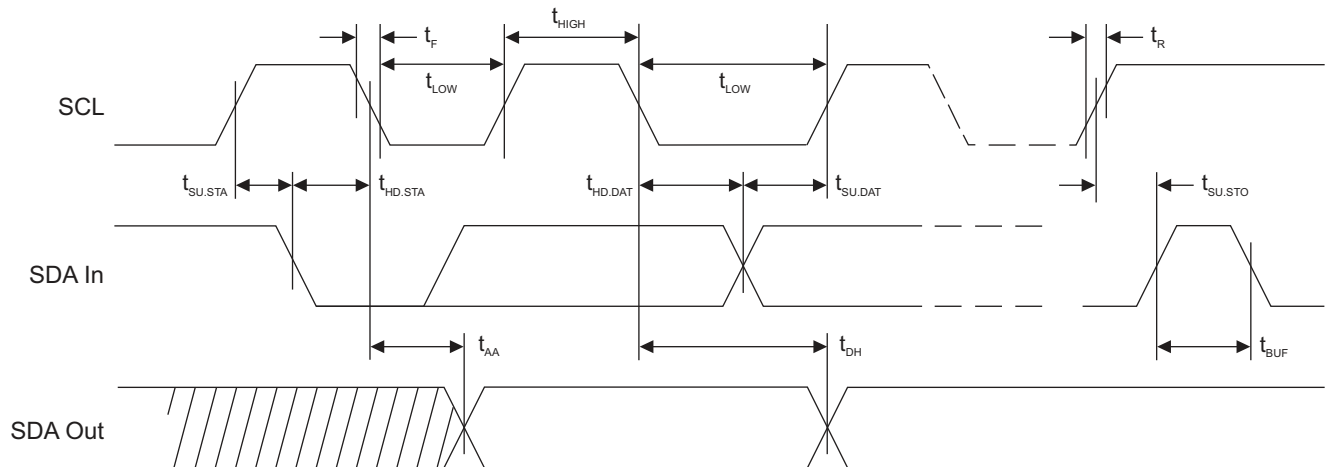 t_HIGH
t_F
t_R
t_LOW
t_LOW
SCL
t_SU.STA
t_HD.STA
t_HD.DAT
t_SU.DAT
t_SU.STO
SDA In
t_AA
t_DH
t_BUF
SDA Out